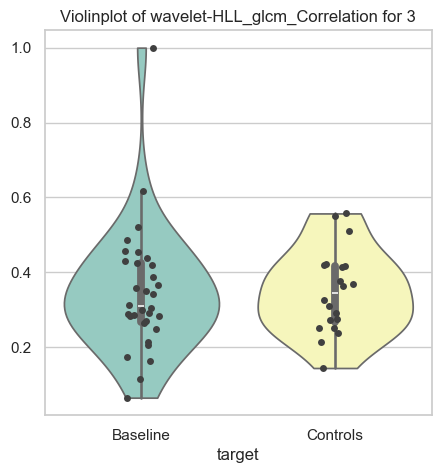 Violinplot of wavelet-HLL_glcm_Correlation for 3
1.0
0.8
0.6
0.4
0.2
Baseline Controls
target